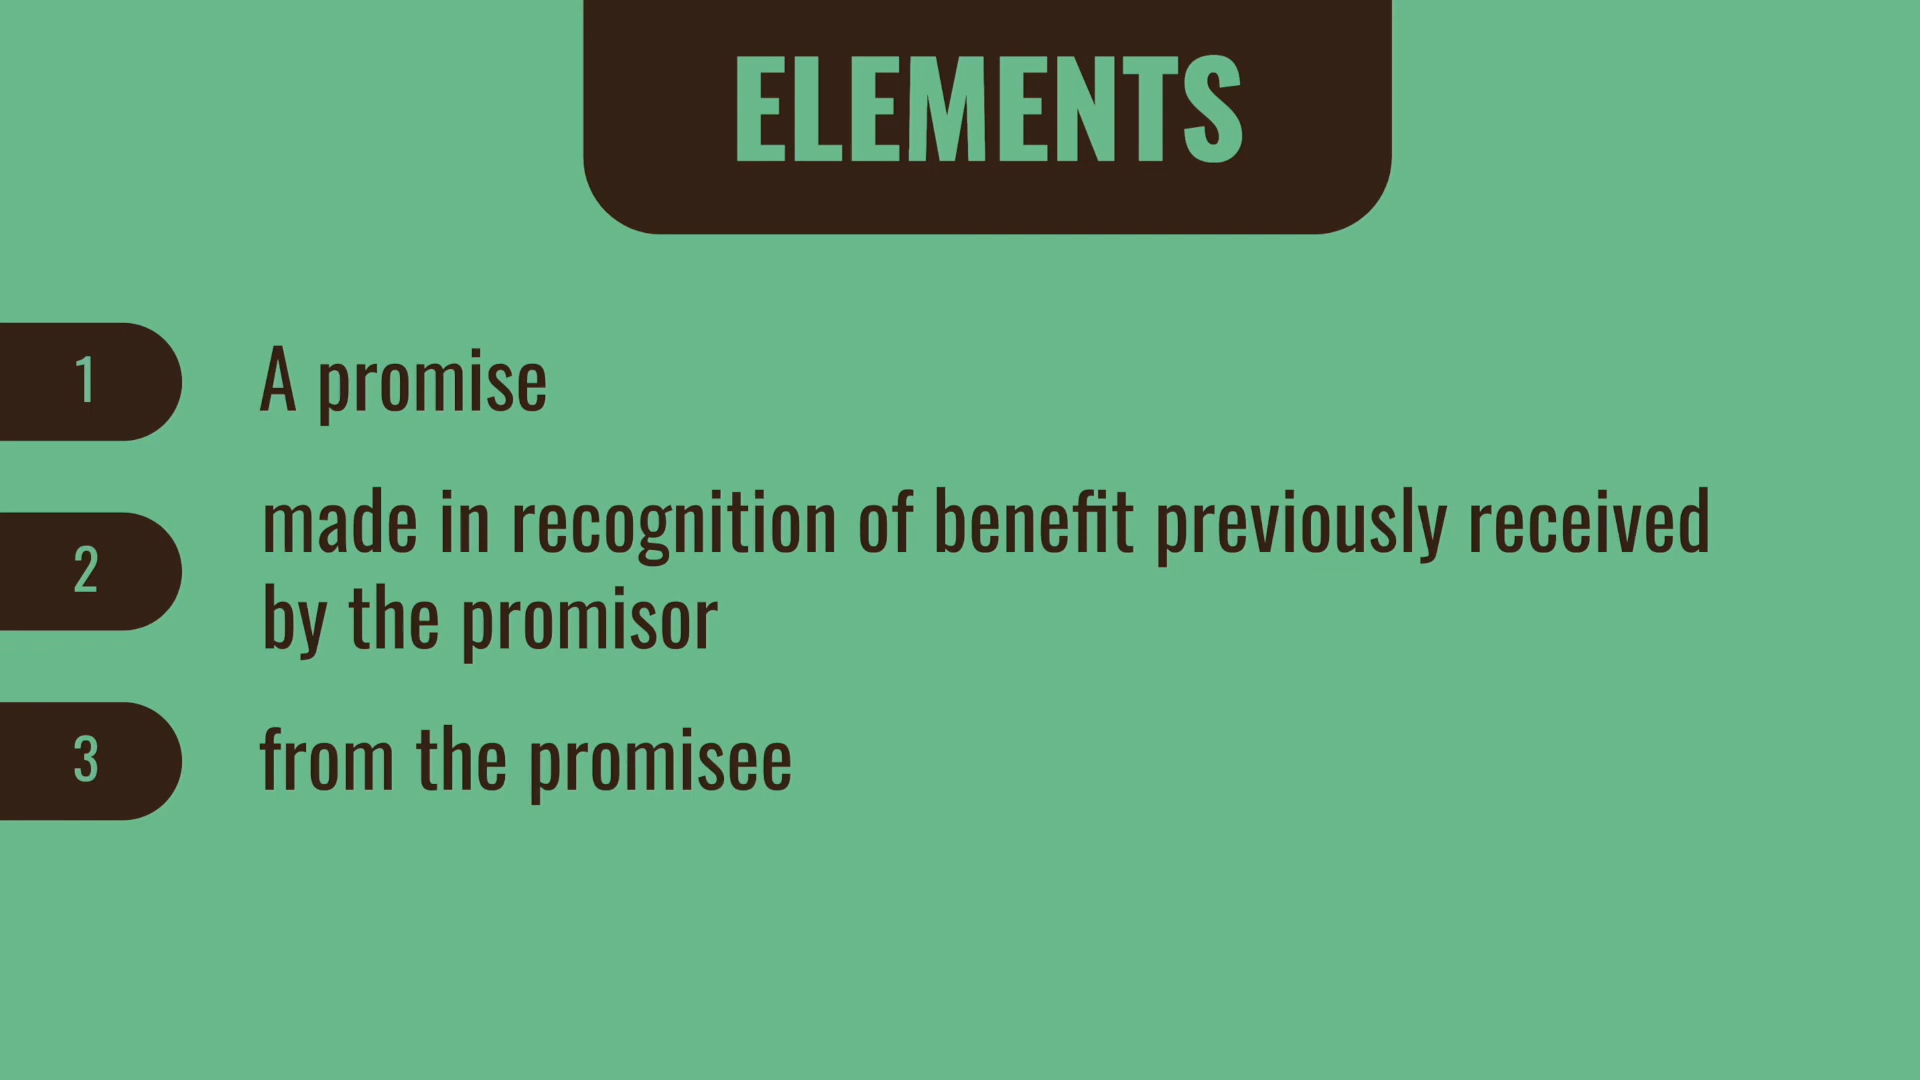 ELEMENTS
1 A promise
2 made in recognition of benefit previously received
by the promisor
3 from the promisee